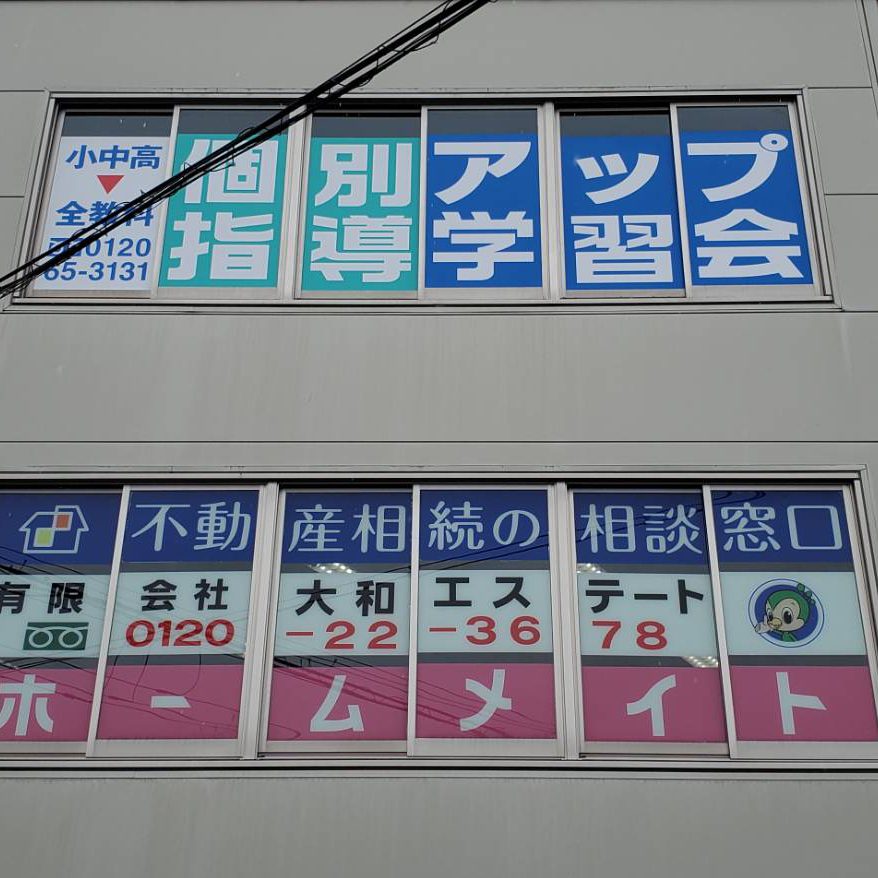 小中高
全教科
0120
65-3131
個別
指導
アップ
学習会
不動産相続の相談窓口
有限会社大和エステート
0120-22-3678
ホームメイト